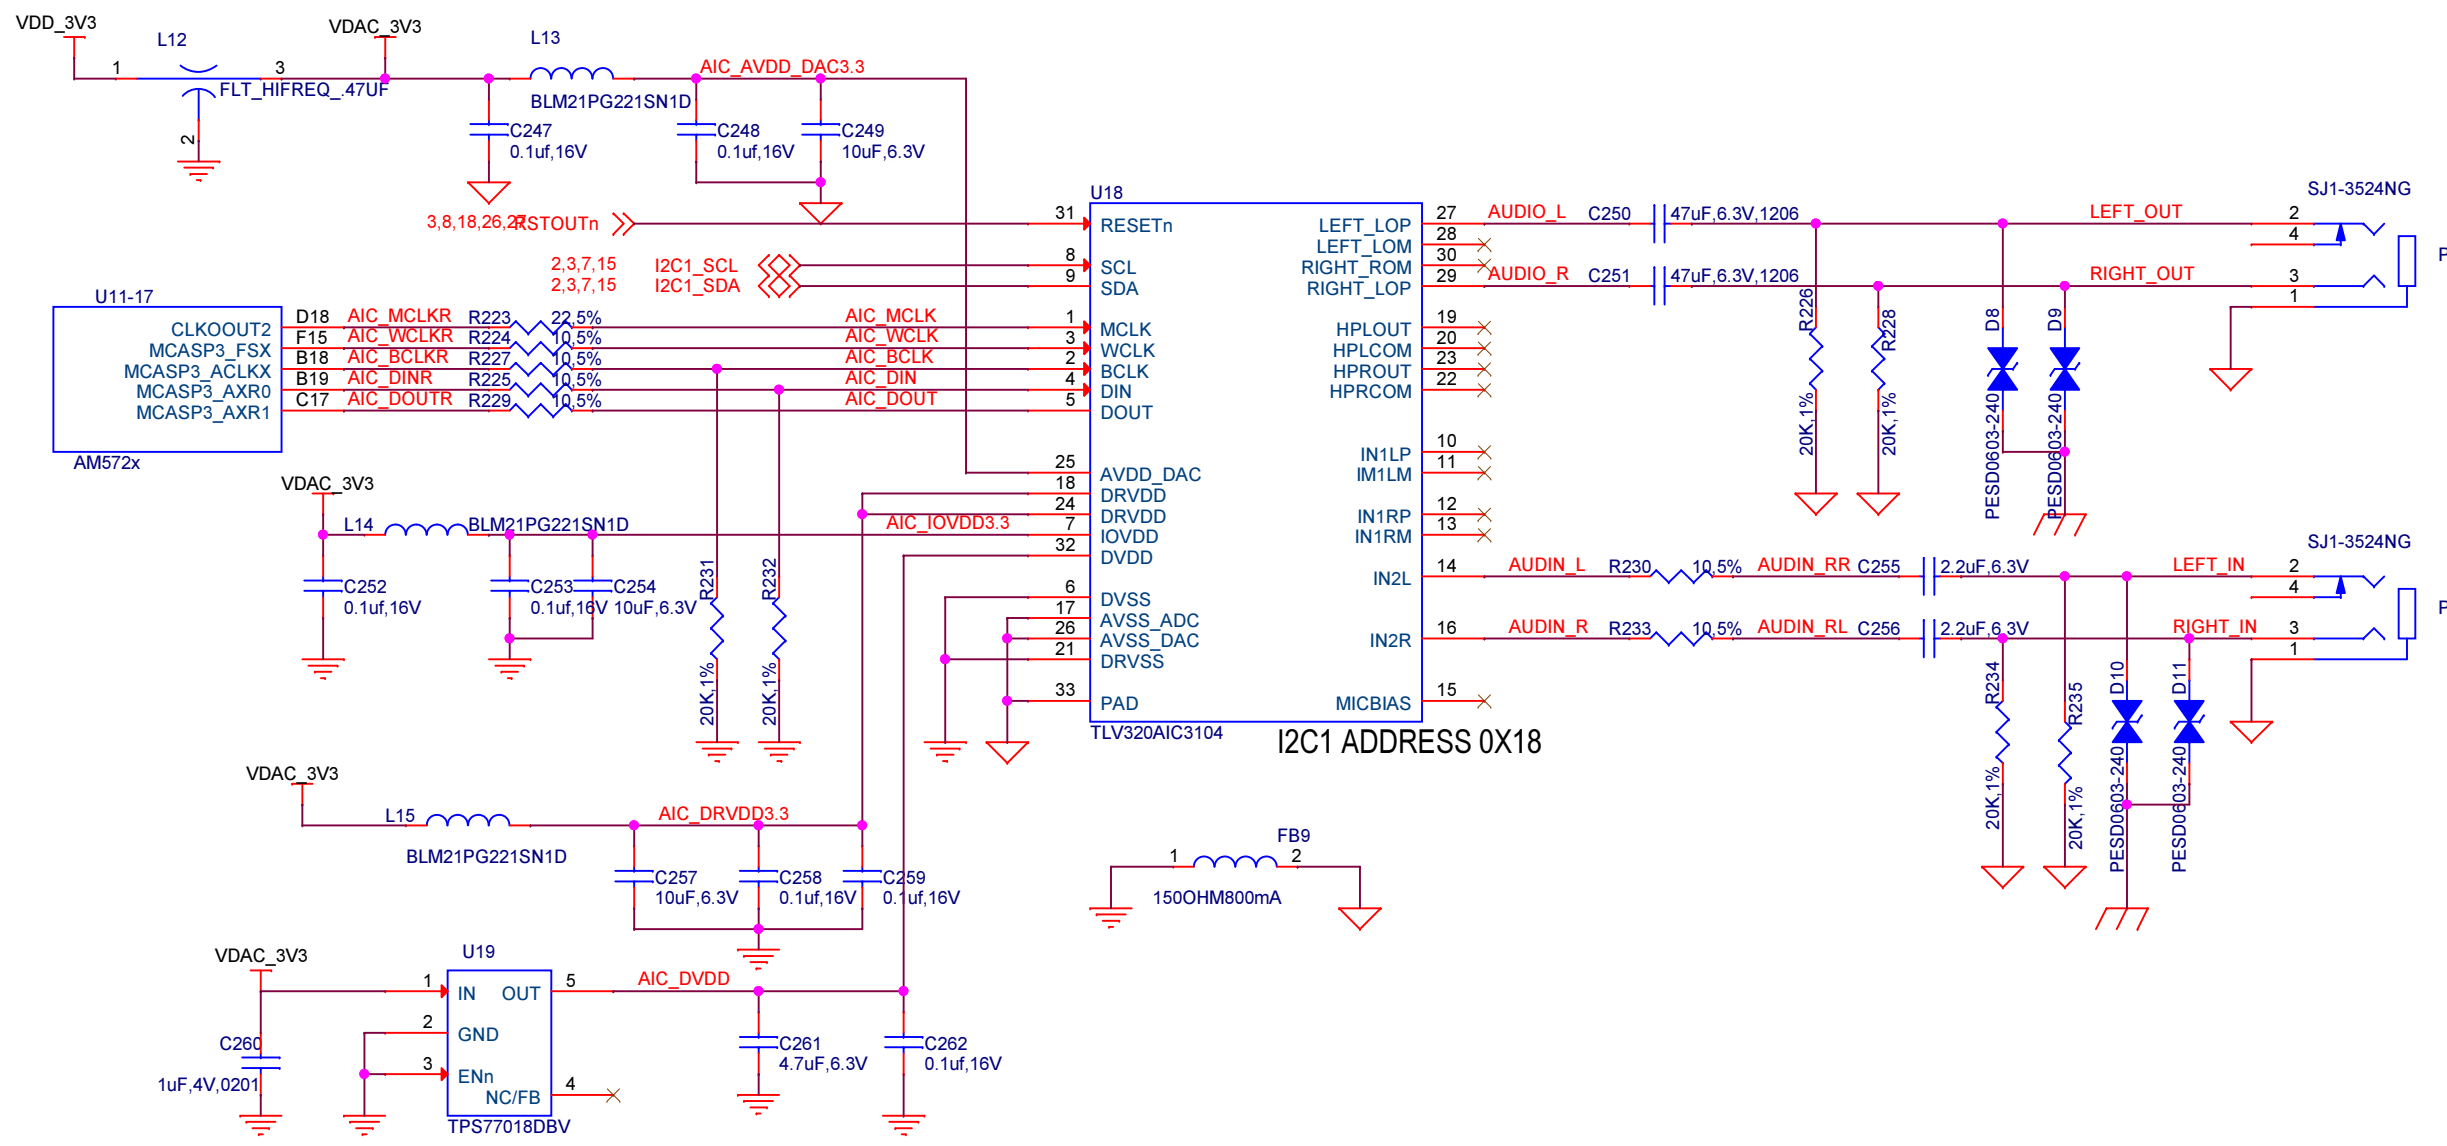 VDD_3V3
L12
1
3
FLT_HIFREQ_.47UF
2
VDAC_3V3
L13
BLM21PG221SN1D
AIC_AVDD_DAC3.3
C247
0.1uf,16V
C248
0.1uf,16V
C249
10uF,6.3V
3,8,18,26,27
RSTOUTn
2,3,7,15
I2C1_SCL
2,3,7,15
I2C1_SDA
U11-17
CLKOOUT2
MCASP3_FSX
MCASP3_ACLKX
MCASP3_AXR0
MCASP3_AXR1
AM572x
D18
F15
B18
B19
C17
AIC_MCLKR
AIC_WCLKR
AIC_BCLKR
AIC_DINR
AIC_DOUTR
R223
22,5%
R224
10,5%
R227
10,5%
R225
10,5%
R229
10,5%
AIC_MCLK
AIC_WCLK
AIC_BCLK
AIC_DIN
AIC_DOUT
U18
31
RESETn
8
SCL
9
SDA
1
MCLK
3
WCLK
2
BCLK
4
DIN
5
DOUT
25
AVDD_DAC
18
DRVDD
24
DRVDD
7
IOVDD
32
DVDD
6
DVSS
17
AVSS_ADC
26
AVSS_DAC
21
DRVSS
33
PAD
TLV320AIC3104
I2C1 ADDRESS 0X18
LEFT_LOP
27
LEFT_LOM
28
RIGHT_ROM
30
RIGHT_LOP
29
HPLOUT
19
HPLCOM
20
HPROUT
23
HPRCOM
22
IN1LP
10
IM1LM
11
IN1RP
12
IN1RM
13
IN2L
14
IN2R
16
MICBIAS
15
AUDIO_L
C250
47uF,6.3V,1206
AUDIO_R
C251
47uF,6.3V,1206
R226
20K,1%
R228
20K,1%
D8
PESD0603-240
D9
PESD0603-240
LEFT_OUT
RIGHT_OUT
SJ1-3524NG
2
4
3
1
P
AUDIN_L
R230
10,5%
AUDIN_RR
C255
2.2uF,6.3V
LEFT_IN
AUDIN_R
R233
10,5%
AUDIN_RL
C256
2.2uF,6.3V
RIGHT_IN
SJ1-3524NG
2
4
3
1
P
R234
20K,1%
R235
20K,1%
D10
PESD0603-240
D11
PESD0603-240
VDAC_3V3
L14
BLM21PG221SN1D
AIC_IOVDD3.3
C252
0.1uf,16V
C253
0.1uf,16V
C254
10uF,6.3V
R231
20K,1%
R232
20K,1%
VDAC_3V3
L15
BLM21PG221SN1D
AIC_DRVDD3.3
C257
10uF,6.3V
C258
0.1uf,16V
C259
0.1uf,16V
FB9
1
2
150OHM800mA
VDAC_3V3
U19
1
IN
OUT
5
2
GND
3
ENn
NC/FB
4
TPS77018DBV
C260
1uF,4V,0201
AIC_DVDD
C261
4.7uF,6.3V
C262
0.1uf,16V